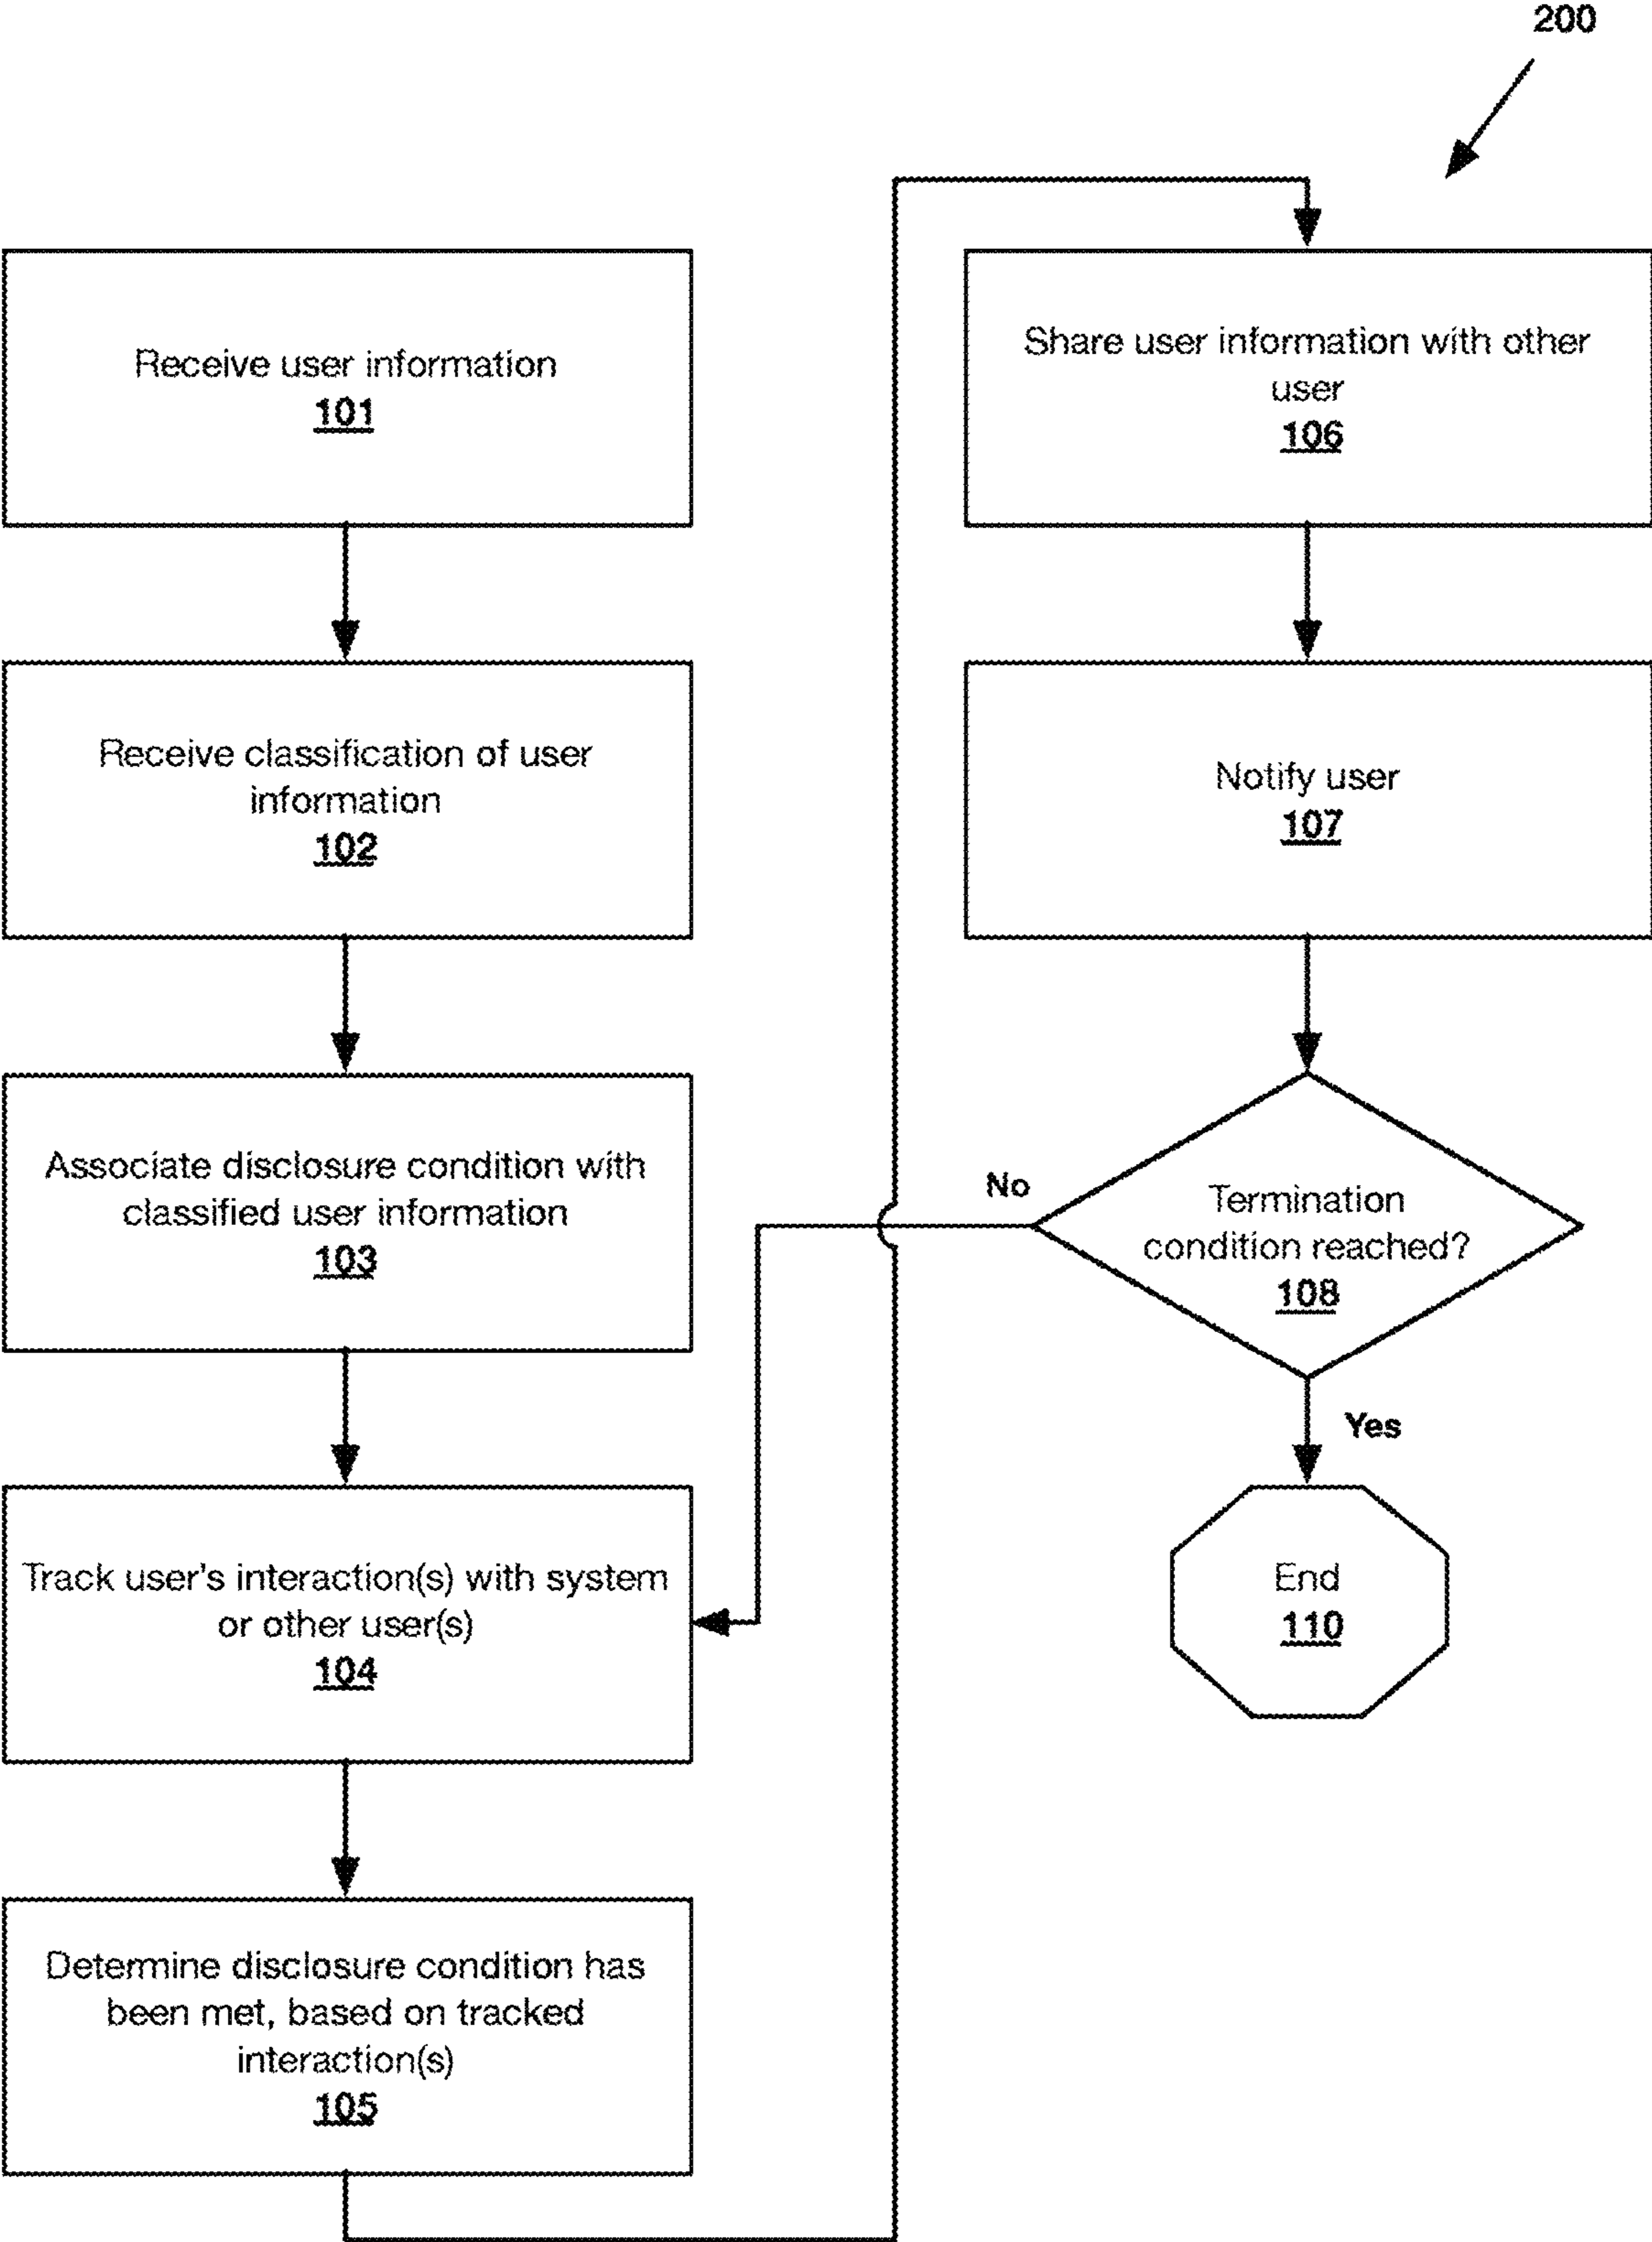 200
Receive user information
101
Receive classification of user
information
102
Associate disclosure condition with
classified user information
103
Track user's interaction(s) with system
or other user(s)
104
Determine disclosure condition has
been met, based on tracked
interaction(s)
105
Share user information with other
user
106
Notify user
107
Termination
condition reached?
108
No
Yes
End
110